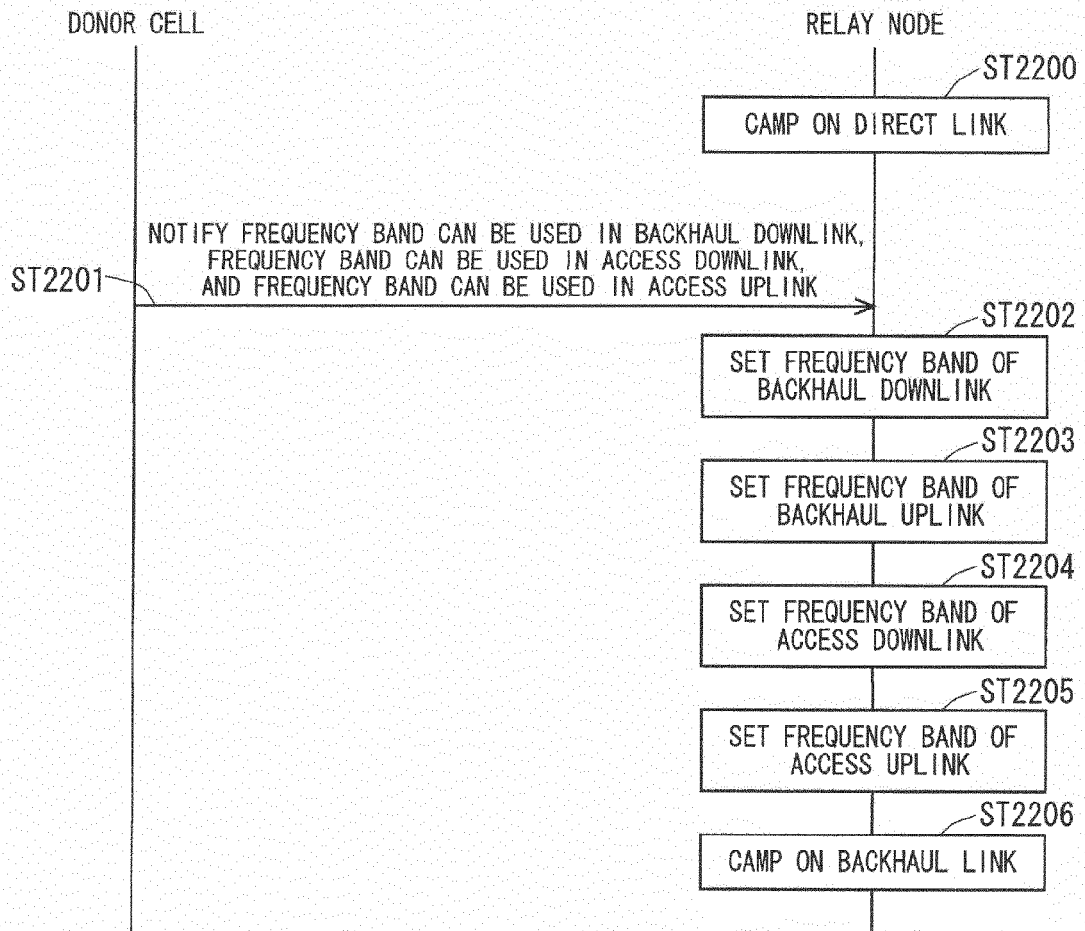 DONOR CELL
RELAY NODE
ST2200
CAMP ON DIRECT LINK
NOTIFY FREQUENCY BAND CAN BE USED IN BACKHAUL DOWNLINK,
FREQUENCY BAND CAN BE USED IN ACCESS DOWNLINK,
AND FREQUENCY BAND CAN BE USED IN ACCESS UPLINK
ST2201
ST2202
SET FREQUENCY BAND OF
BACKHAUL DOWNLINK
ST2203
SET FREQUENCY BAND OF
BACKHAUL UPLINK
ST2204
SET FREQUENCY BAND OF
ACCESS DOWNLINK
ST2205
SET FREQUENCY BAND OF
ACCESS UPLINK
ST2206
CAMP ON BACKHAUL LINK